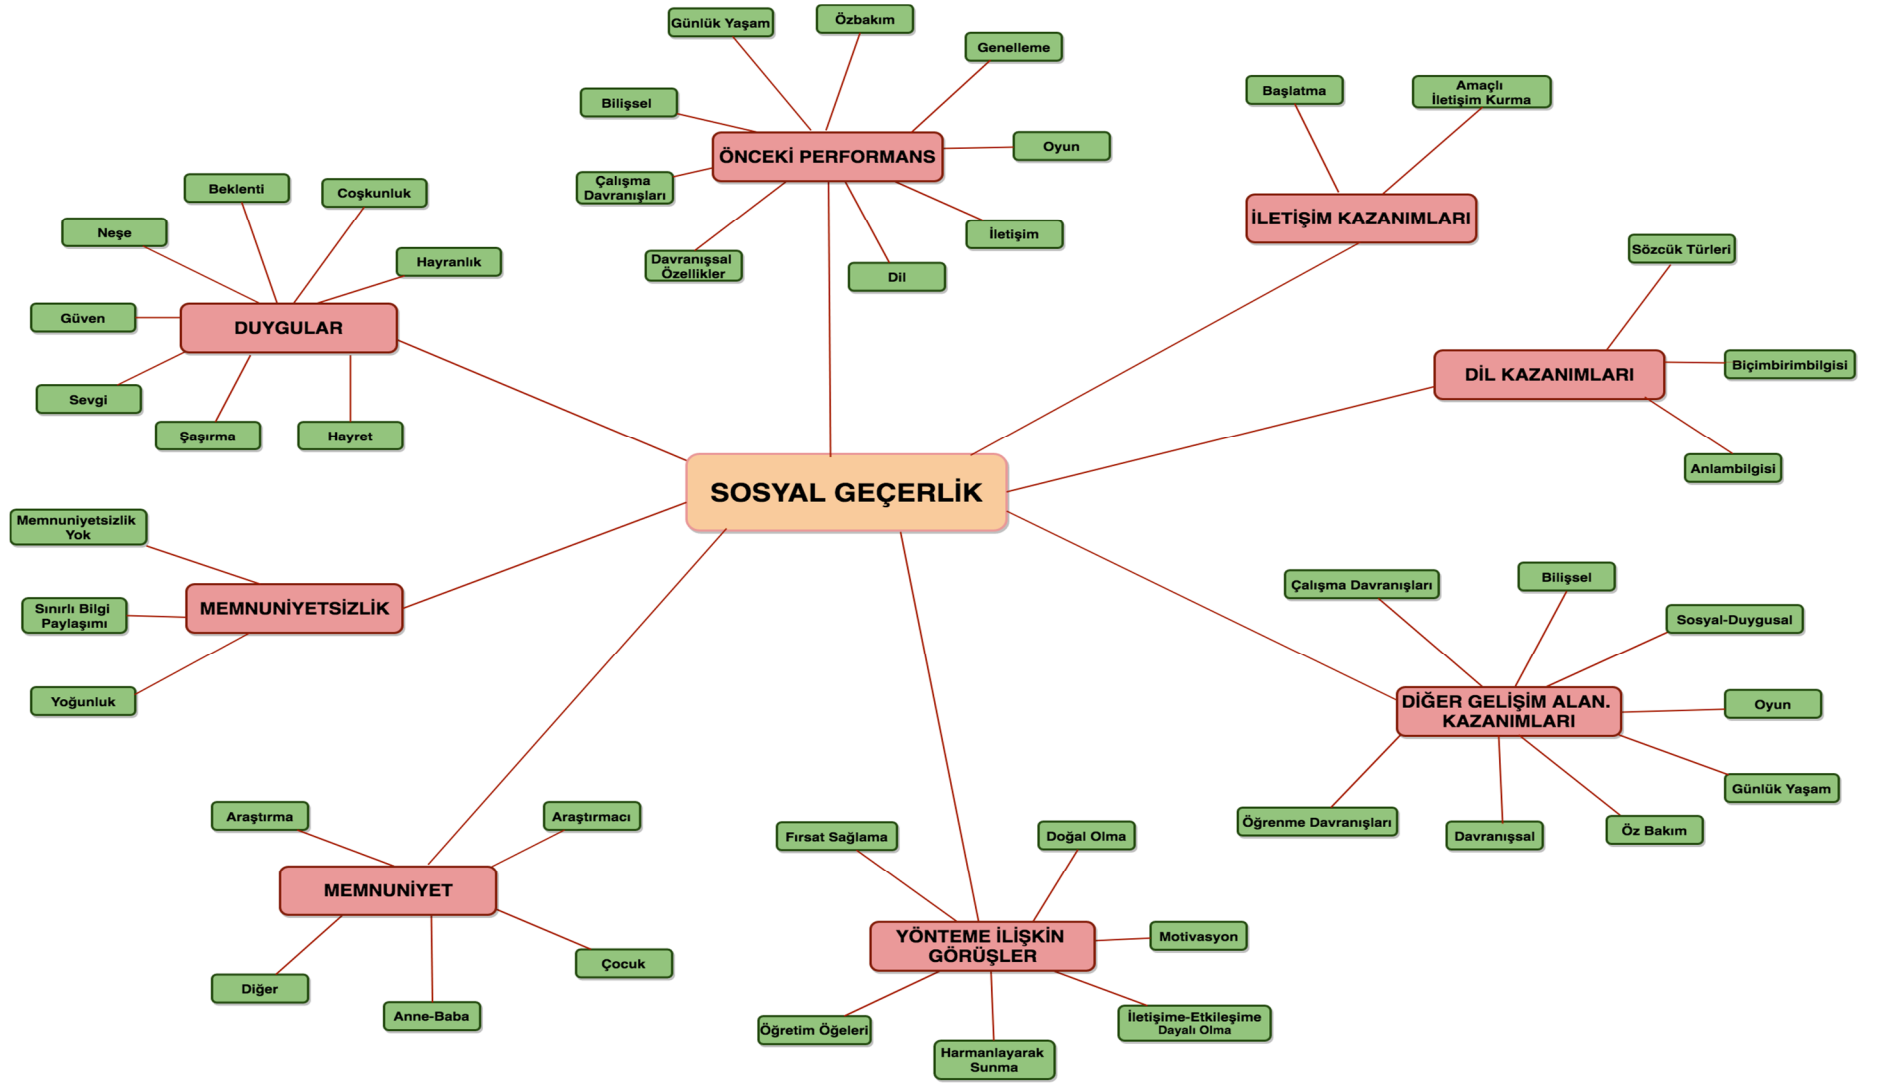 Günlük Yaşam
Özbakım
Genelleme
Bilişsel
ÖNCEKİ PERFORMANS
Oyun
Çalışma
Davranışları
Davranışsal
Özellikler
Dil
İletişim
Başlatma
Amaçlı
İletişim Kurma
İLETİŞİM KAZANIMLARI
Sözcük Türleri
DİL KAZANIMLARI
Biçimbirimbilgisi
Anlambilgisi
Beklenti
Coşkunluk
Neşe
Hayranlık
Güven
DUYGULAR
Sevgi
Şaşırma
Hayret
SOSYAL GEÇERLİK
Memnuniyetsizlik
Yok
Sınırlı Bilgi
Paylaşımı
MEMNUNİYETSİZLİK
Yoğunluk
Çalışma Davranışları
Bilişsel
Sosyal-Duygusal
DİĞER GELİŞİM ALAN.
KAZANIMLARI
Oyun
Günlük Yaşam
Öğrenme Davranışları
Davranışsal
Öz Bakım
Araştırma
Araştırmacı
MEMNUNİYET
Çocuk
Diğer
Anne-Baba
Fırsat Sağlama
Doğal Olma
YÖNTEME İLİŞKİN
GÖRÜŞLER
Motivasyon
Öğretim Öğeleri
Harmanlayarak
Sunma
İletişime-Etkileşime
Dayalı Olma